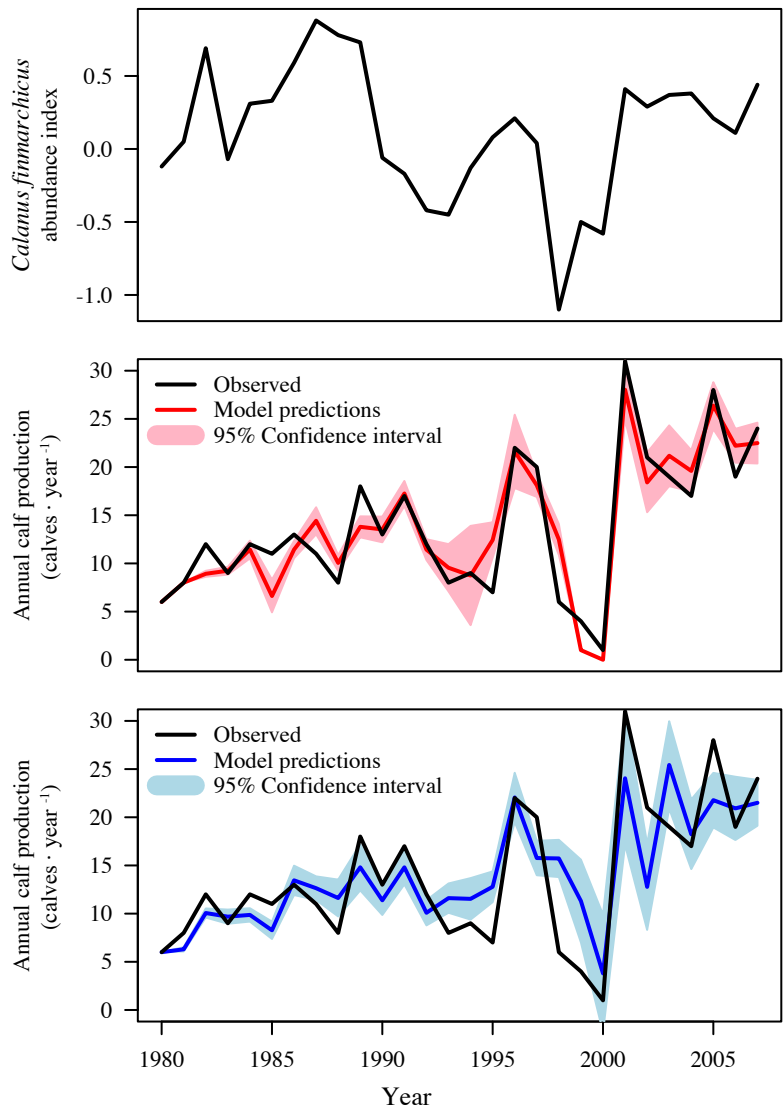 Calanus finmarchicus
abundance index
0.5
0.0
-0.5
-1.0
Annual calf production
(calves · year⁻¹)
30
25
20
15
10
5
0
Observed
Model predictions
95% Confidence interval
Annual calf production
(calves · year⁻¹)
30
25
20
15
10
5
0
Observed
Model predictions
95% Confidence interval
1980 1985 1990 1995 2000 2005
Year